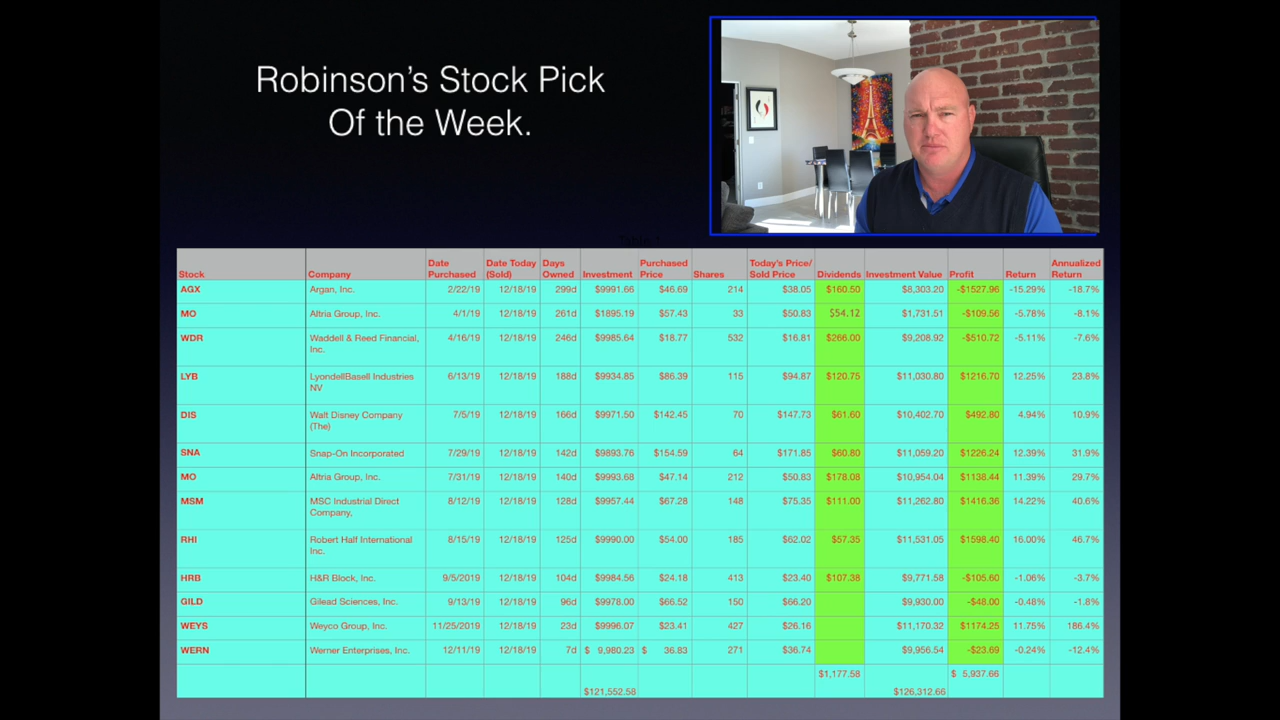 Robinson's Stock Pick
Of the Week.
Stock Company Date Purchased Date Today (Sold) Days Owned Investment Purchased Price Shares Today's Price/ Sold Price Dividends Investment Value Profit Return Annualized Return
AGX Argan, Inc. 2/22/19 12/18/19 299d $9991.66 $46.69 214 $38.05 $160.50 $8,303.20 -$1527.96 -15.29% -18.7%
MO Altria Group, Inc. 4/1/19 12/18/19 261d $1895.19 $57.43 33 $50.83 $54.12 $1,731.51 -$109.56 -5.78% -8.1%
WDR Waddell & Reed Financial, Inc. 4/16/19 12/18/19 246d $9985.64 $18.77 532 $16.81 $266.00 $9,208.92 -$510.72 -5.11% -7.6%
LYB LyondellBasell Industries NV 6/13/19 12/18/19 188d $9934.85 $86.39 115 $94.87 $120.75 $11,030.80 $1216.70 12.25% 23.8%
DIS Walt Disney Company (The) 7/5/19 12/18/19 166d $9971.50 $142.45 70 $147.73 $61.60 $10,402.70 $492.80 4.94% 10.9%
SNA Snap-On Incorporated 7/29/19 12/18/19 142d $9893.76 $154.59 64 $171.85 $60.80 $11,059.20 $1226.24 12.39% 31.9%
MO Altria Group, Inc. 7/31/19 12/18/19 140d $9993.68 $47.14 212 $50.83 $178.08 $10,954.04 $1138.44 11.39% 29.7%
MSM MSC Industrial Direct Company, 8/12/19 12/18/19 128d $9957.44 $67.28 148 $75.35 $111.00 $11,262.80 $1416.36 14.22% 40.6%
RHI Robert Half International Inc. 8/15/19 12/18/19 125d $9990.00 $54.00 185 $62.02 $57.35 $11,531.05 $1598.40 16.00% 46.7%
HRB H&R Block, Inc. 9/5/2019 12/18/19 104d $9984.56 $24.18 413 $23.40 $107.38 $9,771.58 -$105.60 -1.06% -3.7%
GILD Gilead Sciences, Inc. 9/13/19 12/18/19 96d $9978.00 $66.52 150 $66.20 $9,930.00 -$48.00 -0.48% -1.8%
WEYS Weyco Group, Inc. 11/25/2019 12/18/19 23d $9996.07 $23.41 427 $26.16 $11,170.32 $1174.25 11.75% 186.4%
WERN Werner Enterprises, Inc. 12/11/19 12/18/19 7d $ 9,980.23 $ 36.83 271 $36.74 $9,956.54 -$23.69 -0.24% -12.4%
$1,177.58 $ 5,937.66
$121,552.58 $126,312.66